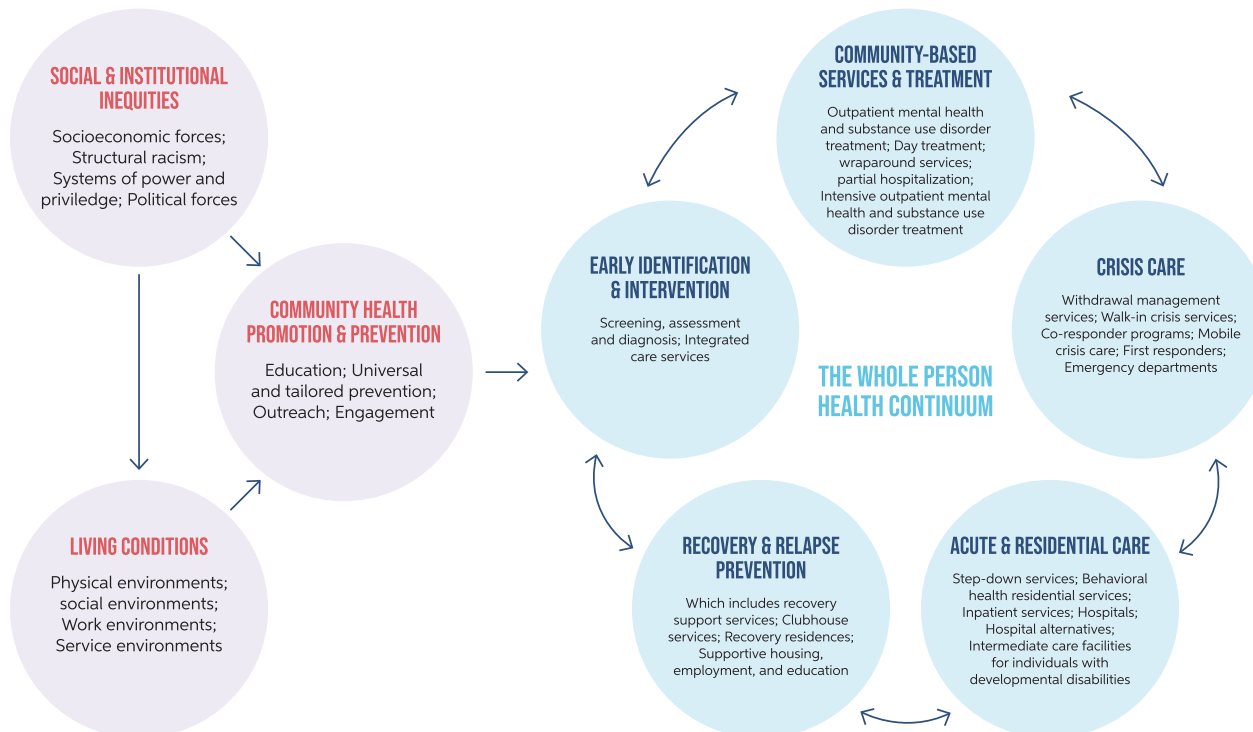 SOCIAL & INSTITUTIONAL
INEQUITIES
Socioeconomic forces;
Structural racism;
Systems of power and
priviledge; Political forces
COMMUNITY HEALTH
PROMOTION & PREVENTION
Education; Universal
and tailored prevention;
Outreach; Engagement
LIVING CONDITIONS
Physical environments;
social environments;
Work environments;
Service environments
EARLY IDENTIFICATION
& INTERVENTION
Screening, assessment
and diagnosis; Integrated
care services
COMMUNITY-BASED
SERVICES & TREATMENT
Outpatient mental health
and substance use disorder
treatment; Day treatment;
wraparound services;
partial hospitalization;
Intensive outpatient mental
health and substance use
disorder treatment
CRISIS CARE
Withdrawal management
services; Walk-in crisis services;
Co-responder programs; Mobile
crisis care; First responders;
Emergency departments
THE WHOLE PERSON
HEALTH CONTINUUM
RECOVERY & RELAPSE
PREVENTION
Which includes recovery
support services; Clubhouse
services; Recovery residences;
Supportive housing,
employment, and education
ACUTE & RESIDENTIAL CARE
Step-down services; Behavioral
health residential services;
Inpatient services; Hospitals;
Hospital alternatives;
Intermediate care facilities
for individuals with
developmental disabilities